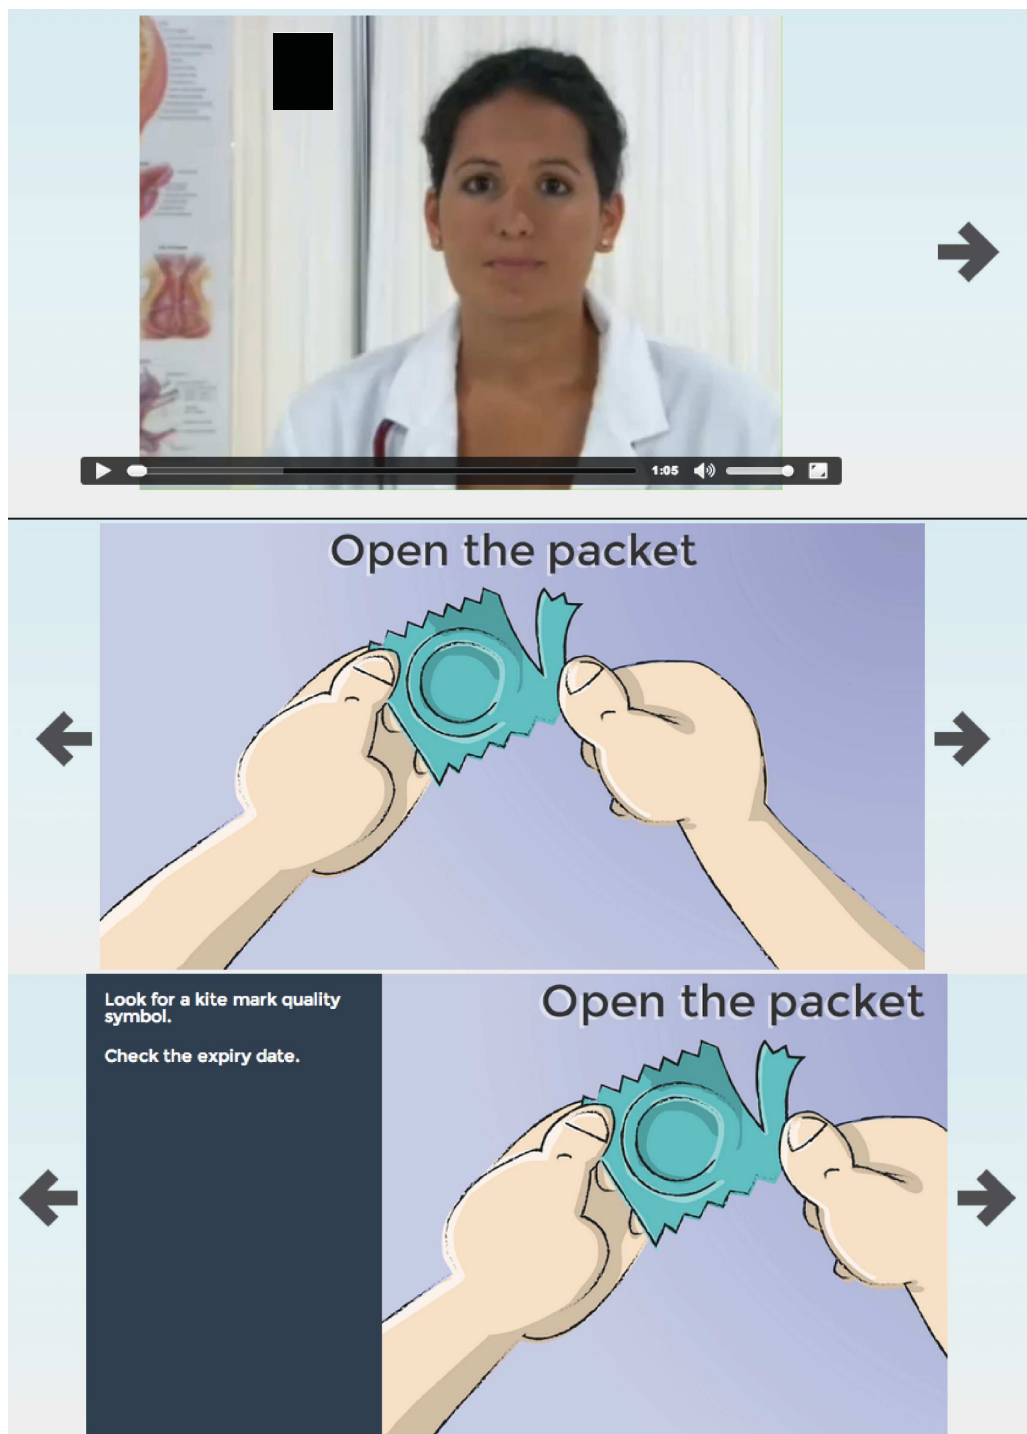 1:05
Open the packet
Look for a kite mark quality
symbol.
Check the expiry date.
Open the packet